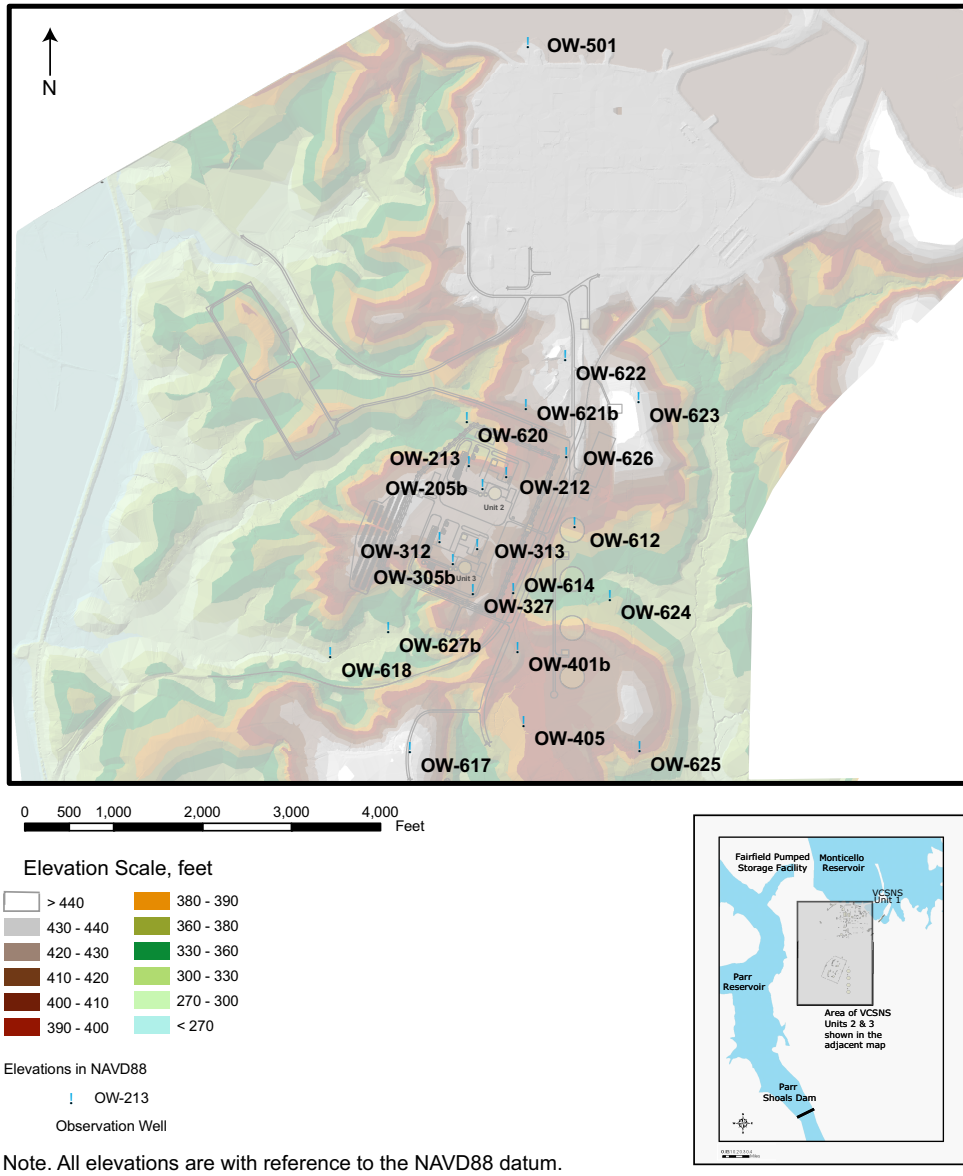 OW-501
N
OW-622
OW-621b
OW-623
OW-620
OW-626
OW-213
OW-212
OW-205b
Unit 2
OW-612
OW-312
OW-313
OW-305b
Unit 3
OW-614
OW-327
OW-624
OW-627b
OW-401b
OW-618
OW-405
OW-617
OW-625
0 500 1,000 2,000 3,000 4,000
Feet
Elevation Scale, feet
> 440
430 - 440
420 - 430
410 - 420
400 - 410
390 - 400
380 - 390
360 - 380
330 - 360
300 - 330
270 - 300
< 270
Elevations in NAVD88
! OW-213
Observation Well
Note. All elevations are with reference to the NAVD88 datum.
Fairfield Pumped
Storage Facility
Monticello
Reservoir
VCSNS
Unit 1
Parr
Reservoir
Area of VCSNS
Units 2 & 3
shown in the
adjacent map
Parr
Shoals Dam